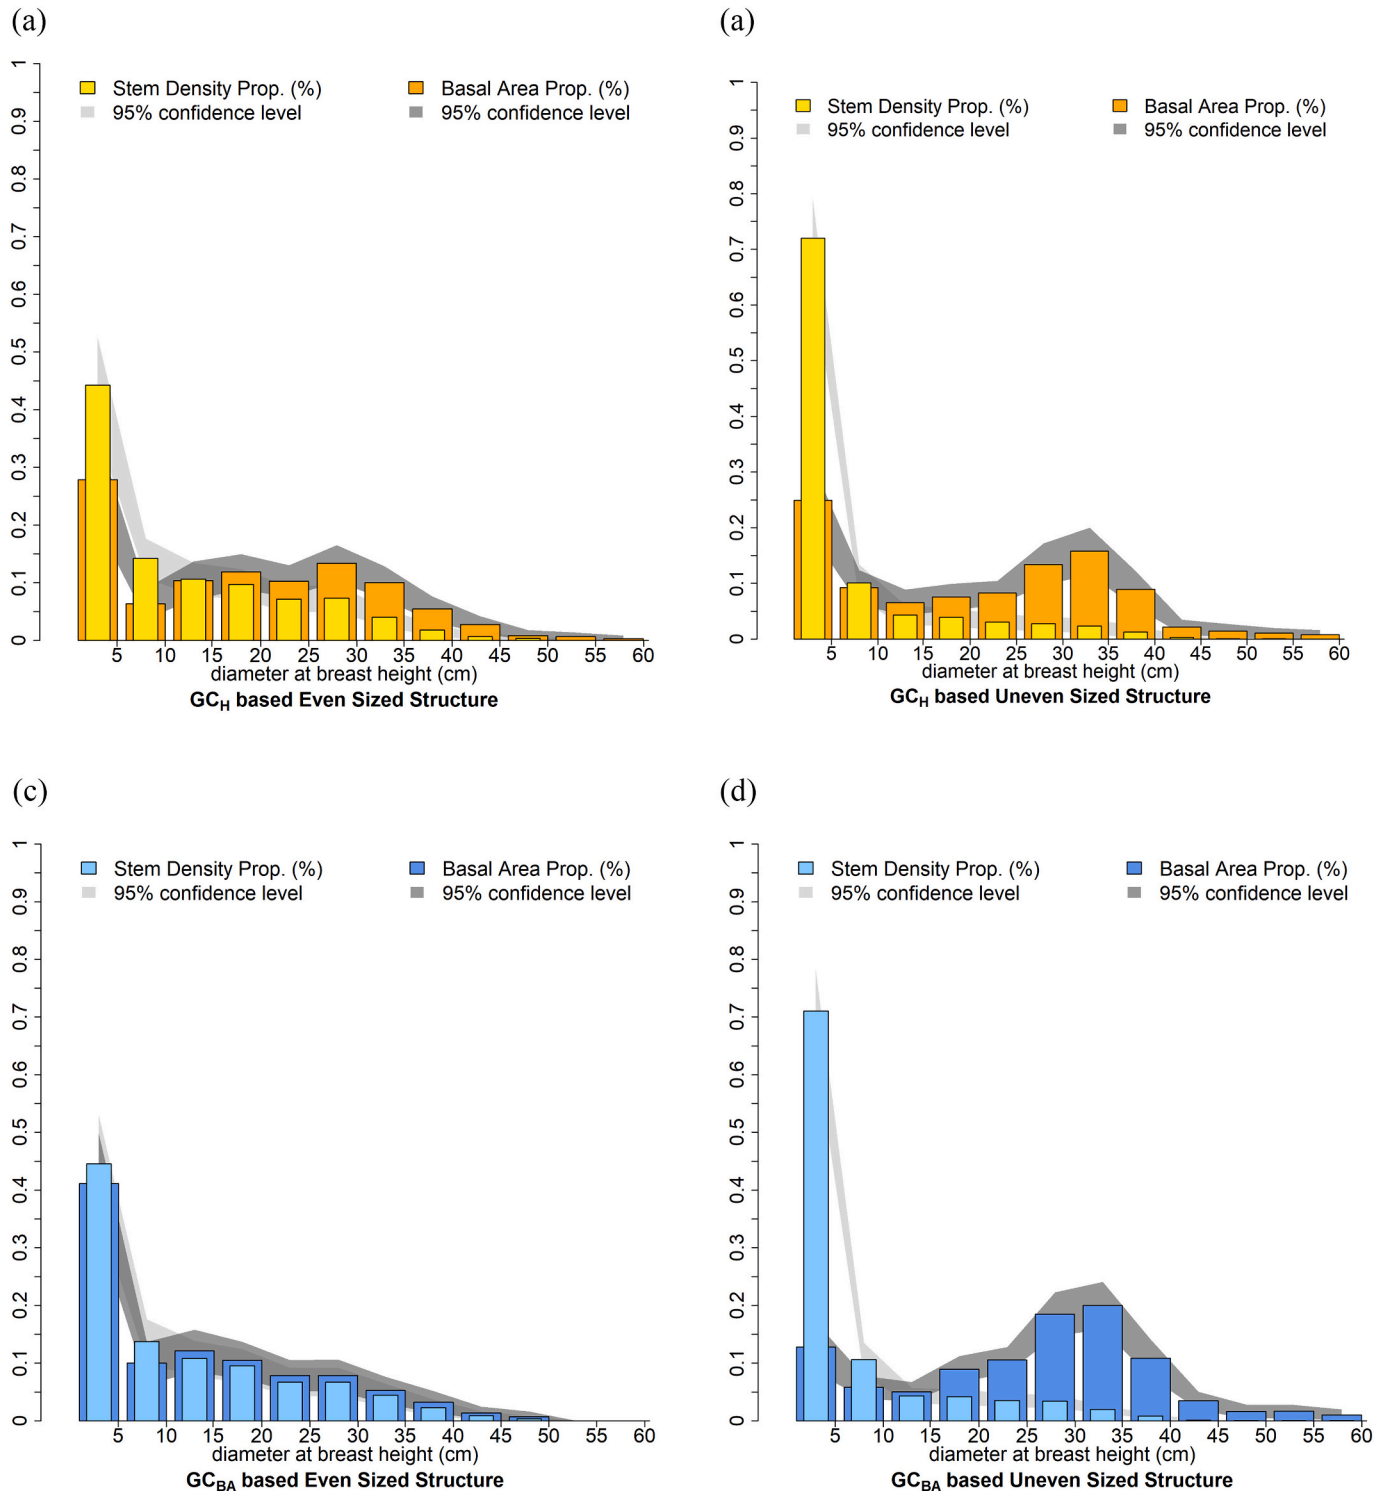 (a)
1
0.9
0.8
0.7
0.6
0.5
0.4
0.3
0.2
0.1
0
Stem Density Prop. (%)
95% confidence level
Basal Area Prop. (%)
95% confidence level
5 10 15 20 25 30 35 40 45 50 55 60
diameter at breast height (cm)
GCH based Even Sized Structure
(a)
1
0.9
0.8
0.7
0.6
0.5
0.4
0.3
0.2
0.1
0
Stem Density Prop. (%)
95% confidence level
Basal Area Prop. (%)
95% confidence level
5 10 15 20 25 30 35 40 45 50 55 60
diameter at breast height (cm)
GCH based Uneven Sized Structure
(c)
1
0.9
0.8
0.7
0.6
0.5
0.4
0.3
0.2
0.1
0
Stem Density Prop. (%)
95% confidence level
Basal Area Prop. (%)
95% confidence level
5 10 15 20 25 30 35 40 45 50 55 60
diameter at breast height (cm)
GCBA based Even Sized Structure
(d)
1
0.9
0.8
0.7
0.6
0.5
0.4
0.3
0.2
0.1
0
Stem Density Prop. (%)
95% confidence level
Basal Area Prop. (%)
95% confidence level
5 10 15 20 25 30 35 40 45 50 55 60
diameter at breast height (cm)
GCBA based Uneven Sized Structure